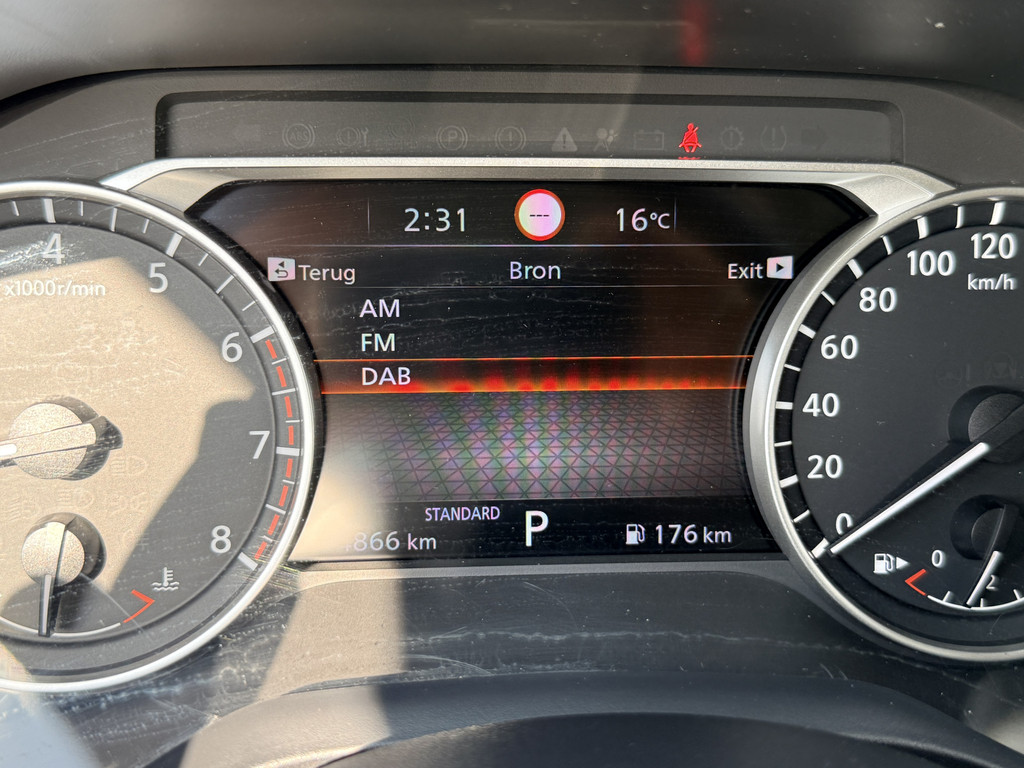 2:31 --- 16°C
Terug Bron Exit
AM
FM
DAB
STANDARD
P
866 km
176 km
4
5
6
7
8
x1000r/min
0
20
40
60
80
100
120
km/h
0